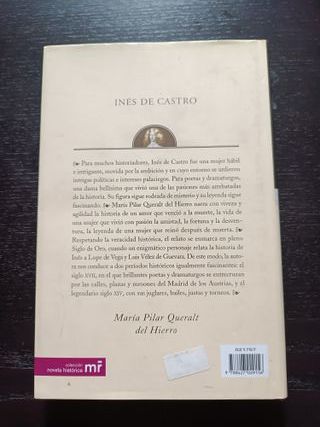 INÉS DE CASTRO
Para muchos historiadores, Inés de Castro fue una mujer hábil
e intrigante, movida por la ambición y en cuyo entorno se urdieron
intrigas políticas e intereses palaciegos. Para poetas y dramaturgos,
una dama bellísima que vivió una de las pasiones más arrebatadas
de la historia. Su figura sigue rodeada de misterio y su leyenda sigue
fascinando. María Pilar Queralt del Hierro narra con viveza y
agilidad la historia de un amor que venció a la muerte, la vida de
una mujer que vivió con pasión la amistad, la fortuna y la desven-
tura, la leyenda de una mujer que reinó después de muerta.
Respetando la veracidad histórica, el relato se enmarca en pleno
Siglo de Oro, cuando un enigmático personaje relata la historia de
Inés a Lope de Vega y Luis Vélez de Guevara. De este modo, la auto-
ra nos conduce a dos períodos históricos igualmente fascinantes: el
siglo XVII, en el que brillantes poetas y dramaturgos se entrecruzan
por las calles, plazas y mesones del Madrid de los Austrias, y el
legendario siglo XIV, con sus juglares, bailes, justas y torneos.
María Pilar Queralt
del Hierro
colección
novela histórica
mr